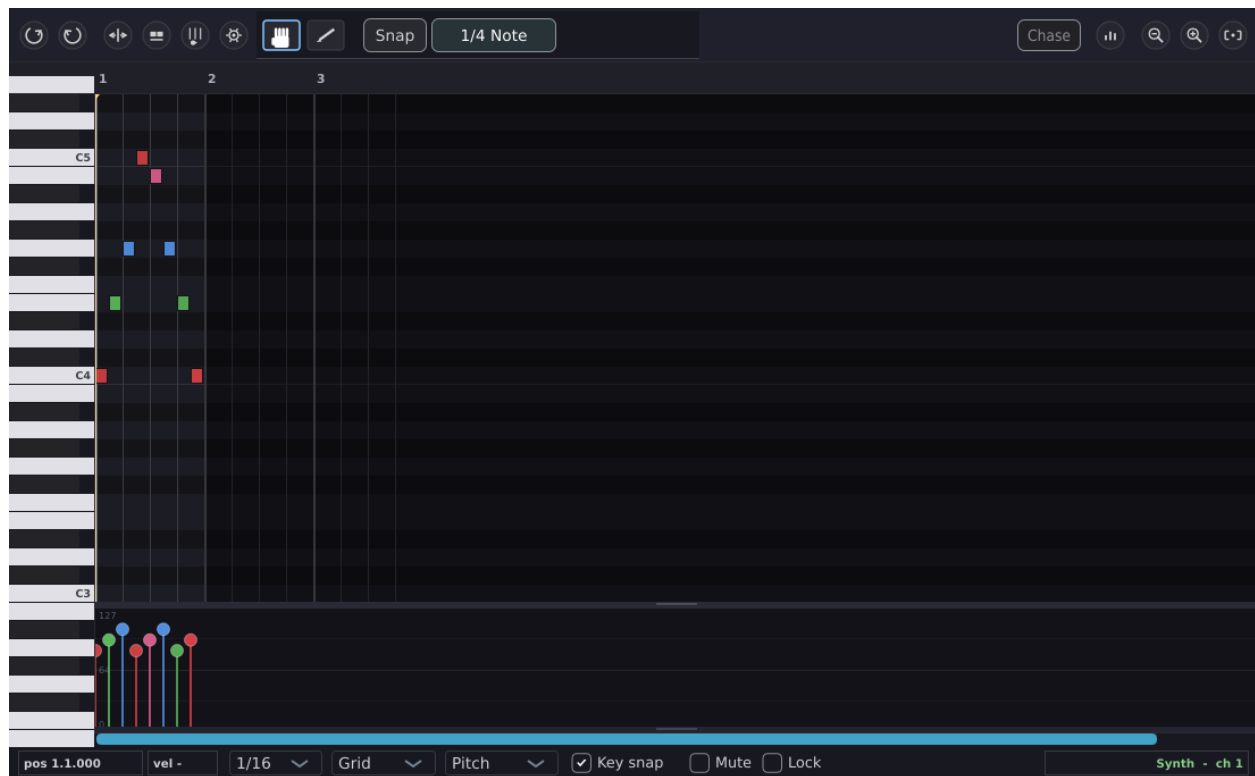 Snap 1/4 Note Chase
1 2 3
C5
C4
C3
127
64
0
pos 1.1.000 vel - 1/16 Grid Pitch Key snap Mute Lock Synth - ch 1